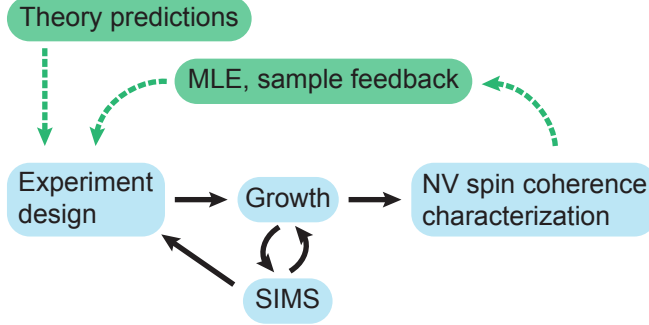 Theory predictions
MLE, sample feedback
Experiment
design
Growth
NV spin coherence
characterization
SIMS